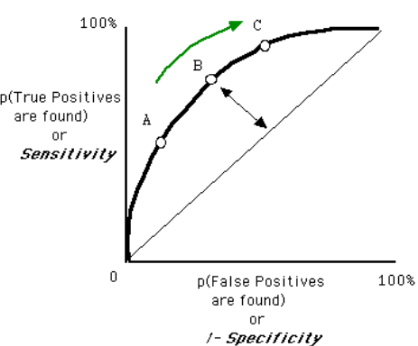 100%
C
B
A
p(True Positives
are found)
or
Sensitivity
0
p(False Positives
are found)
or
1- Specificity
100%